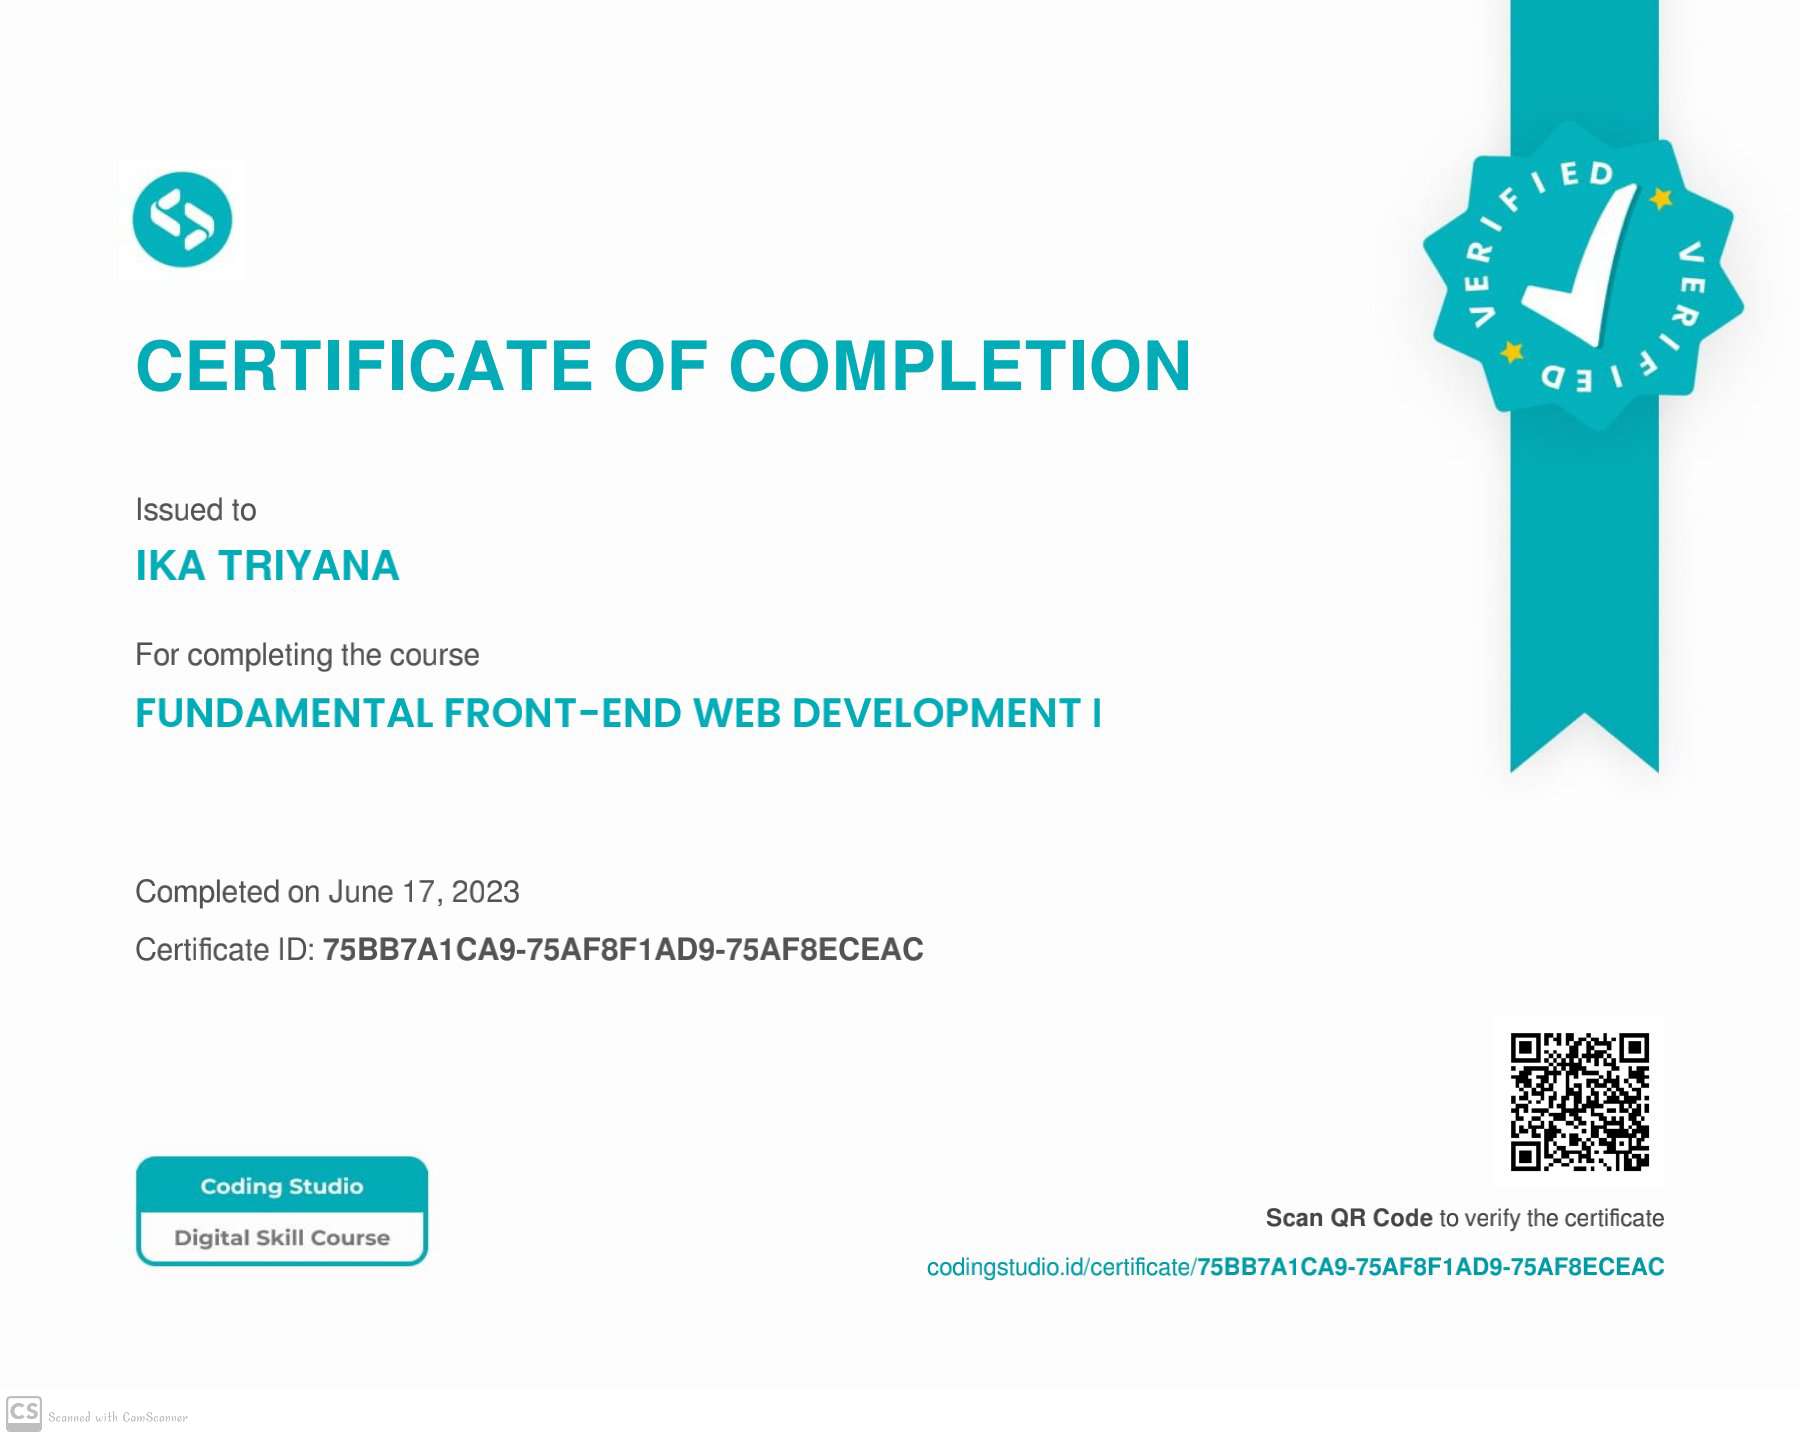 VERIFIED VERIFIED
CERTIFICATE OF COMPLETION
Issued to
IKA TRIYANA
For completing the course
FUNDAMENTAL FRONT-END WEB DEVELOPMENT I
Completed on June 17, 2023
Certificate ID: 75BB7A1CA9-75AF8F1AD9-75AF8ECEAC
Coding Studio
Digital Skill Course
Scan QR Code to verify the certificate
codingstudio.id/certificate/75BB7A1CA9-75AF8F1AD9-75AF8ECEAC
CS Scanned with CamScanner